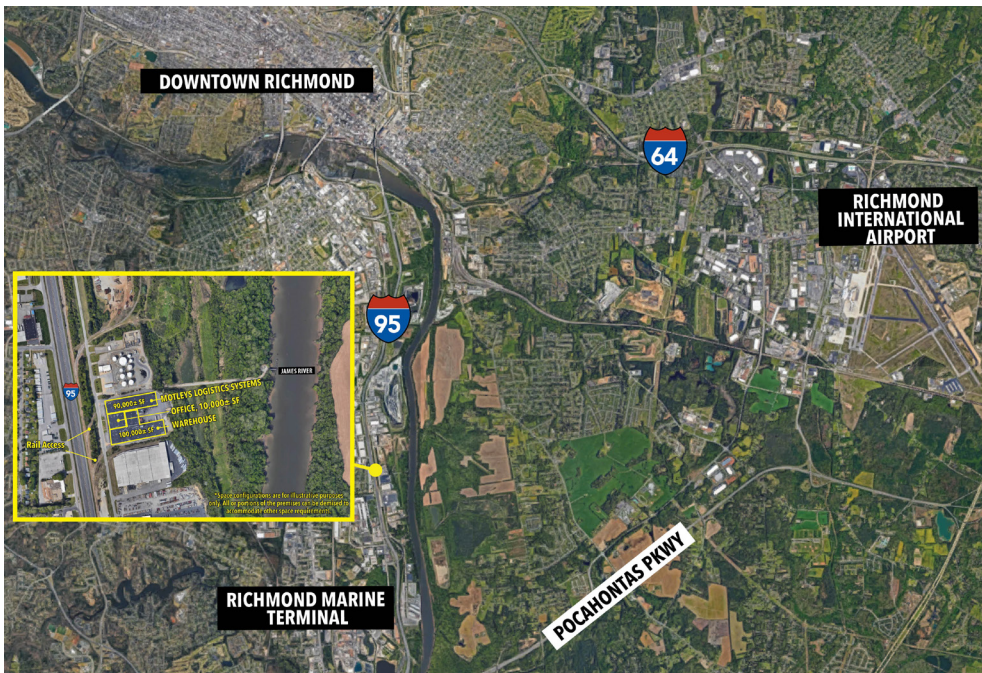 DOWNTOWN RICHMOND
64
RICHMOND
INTERNATIONAL
AIRPORT
95
JAMES RIVER
95
90,000± SF
MOTLEYS LOGISTICS SYSTEMS
OFFICE, 10,000± SF
100,000± SF
WAREHOUSE
Rail Access
*Space configurations are for illustrative purposes
only. All or portions of the premises can be demised to
accommodate other space requirements.
POCAHONTAS PKWY
RICHMOND MARINE
TERMINAL